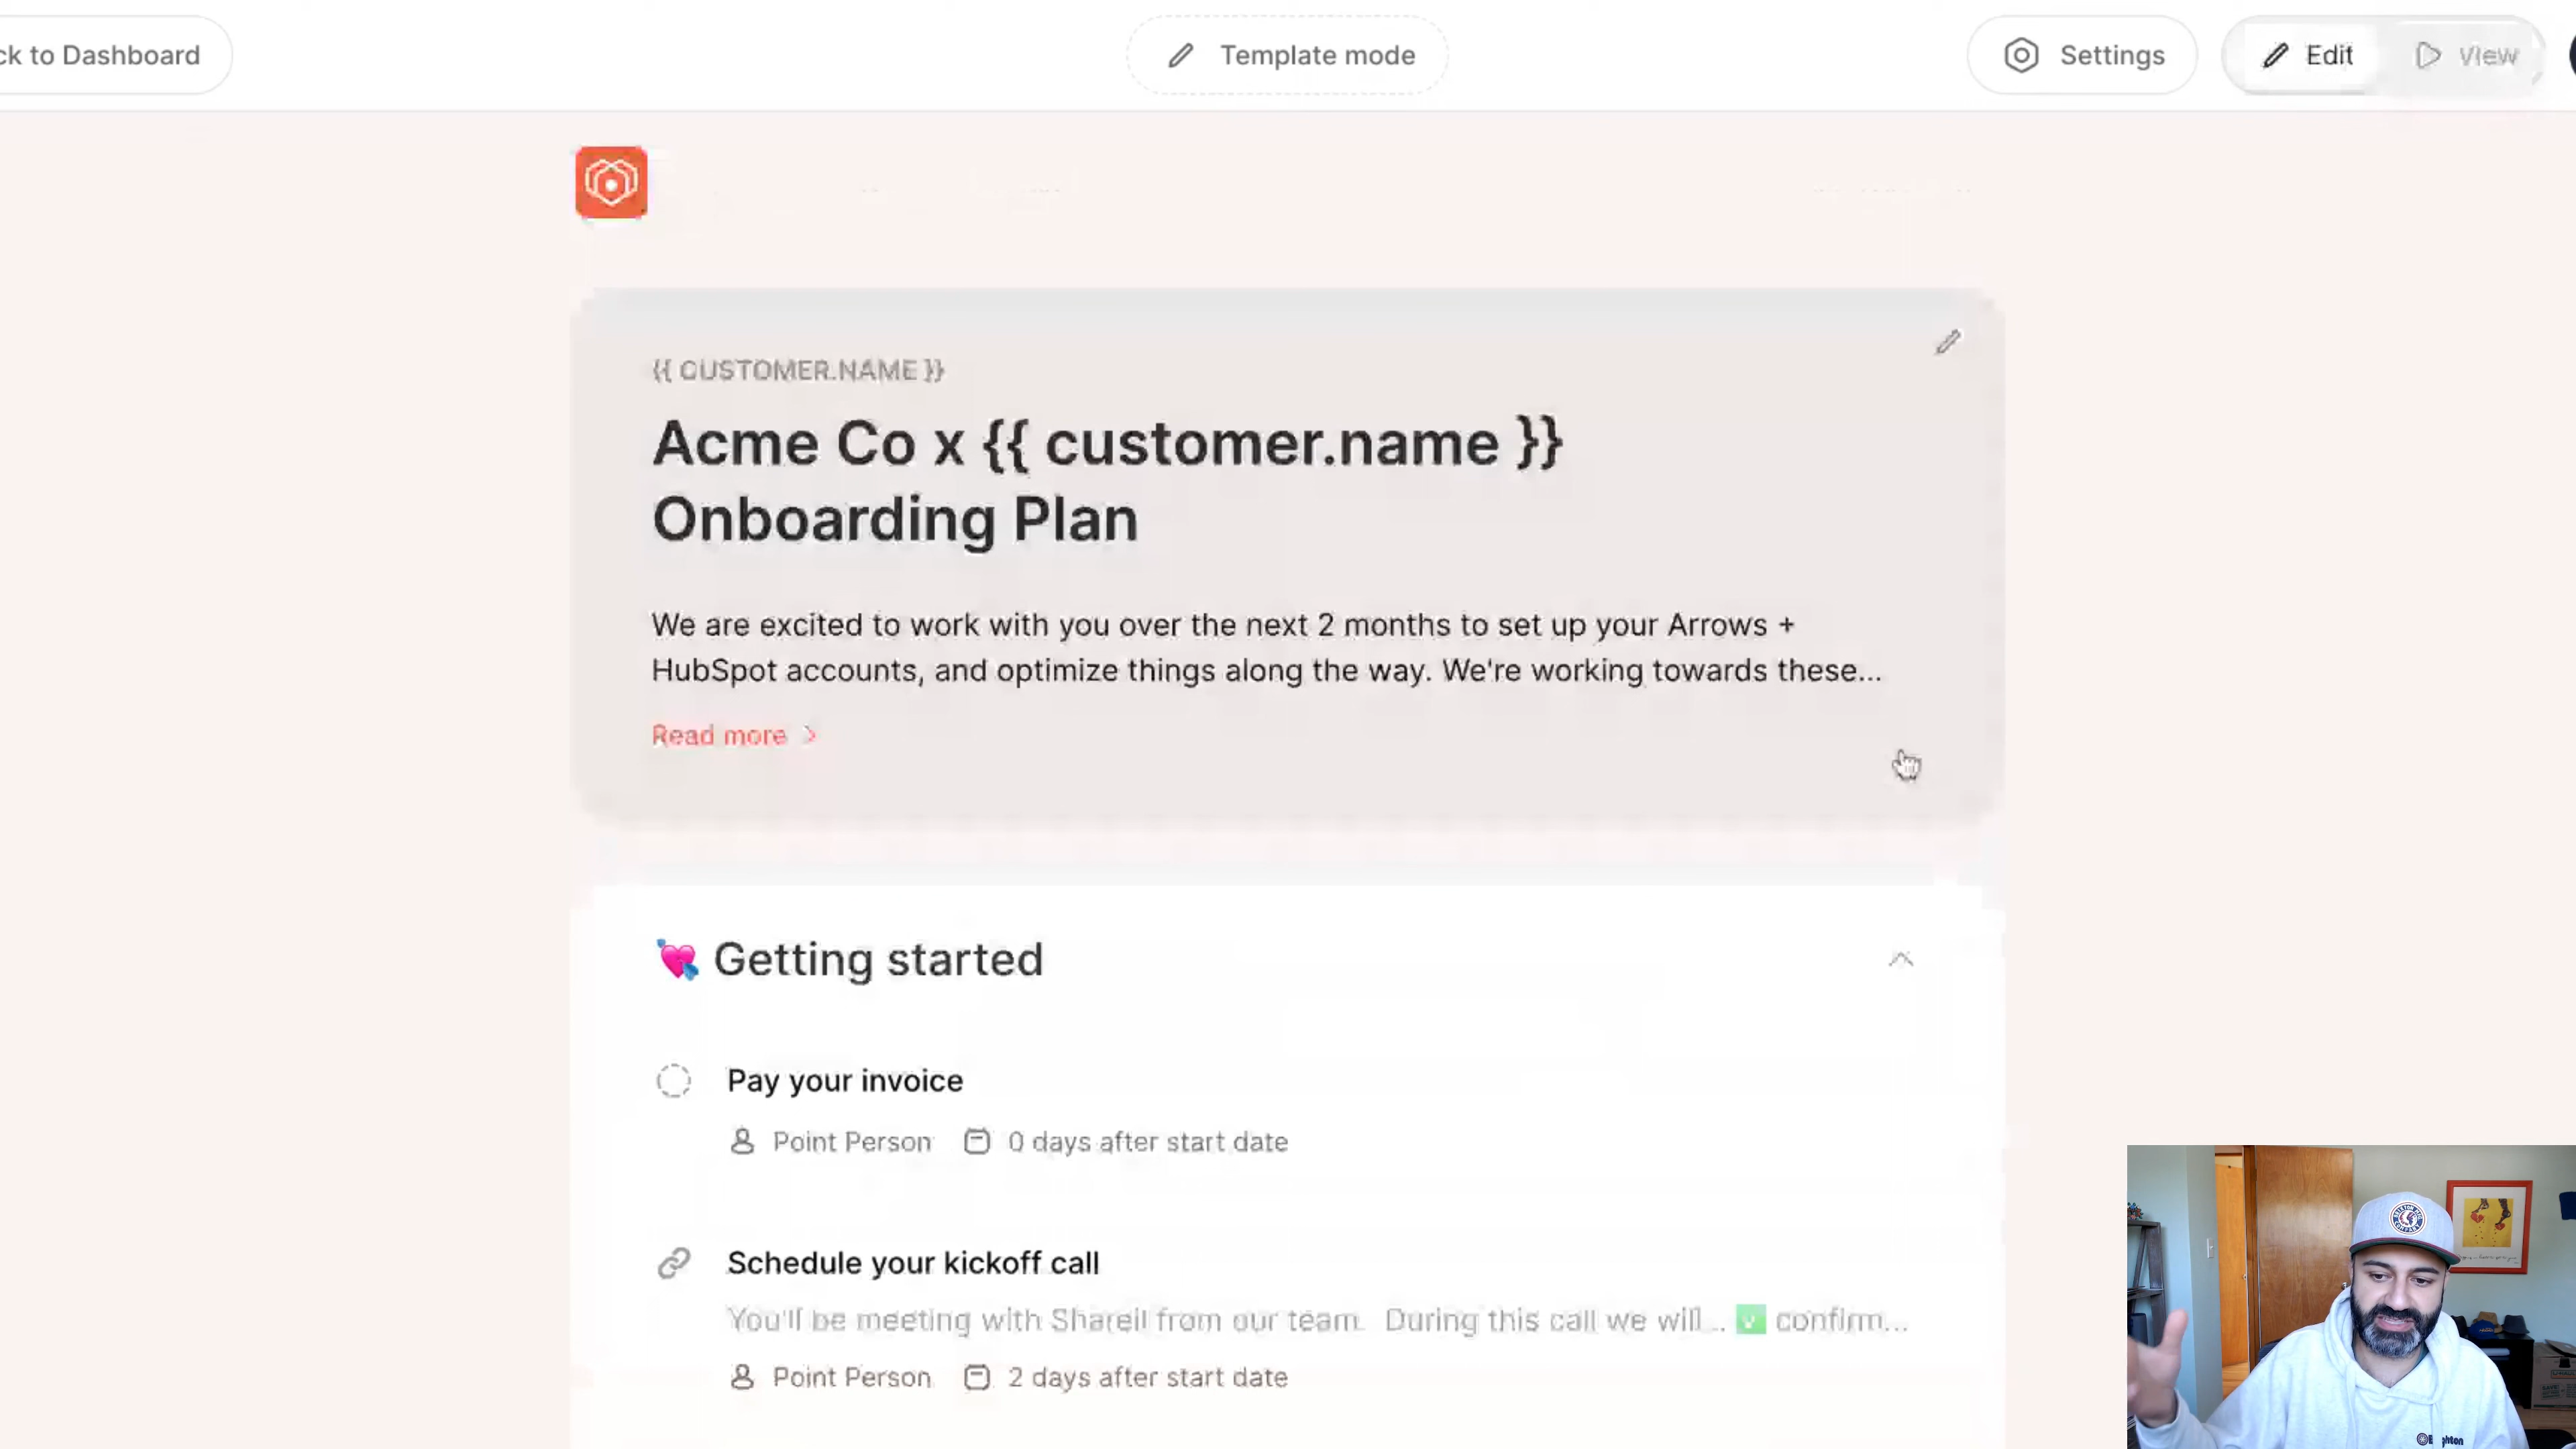 ck to Dashboard
Template mode
Settings
Edit
View
{{ CUSTOMER.NAME }}
Acme Co x {{ customer.name }}
Onboarding Plan
We are excited to work with you over the next 2 months to set up your Arrows +
HubSpot accounts, and optimize things along the way. We're working towards these...
Read more
Getting started
Pay your invoice
Point Person 0 days after start date
Schedule your kickoff call
You'll be meeting with Sharell from our team. During this call we will... confirm...
Point Person 2 days after start date